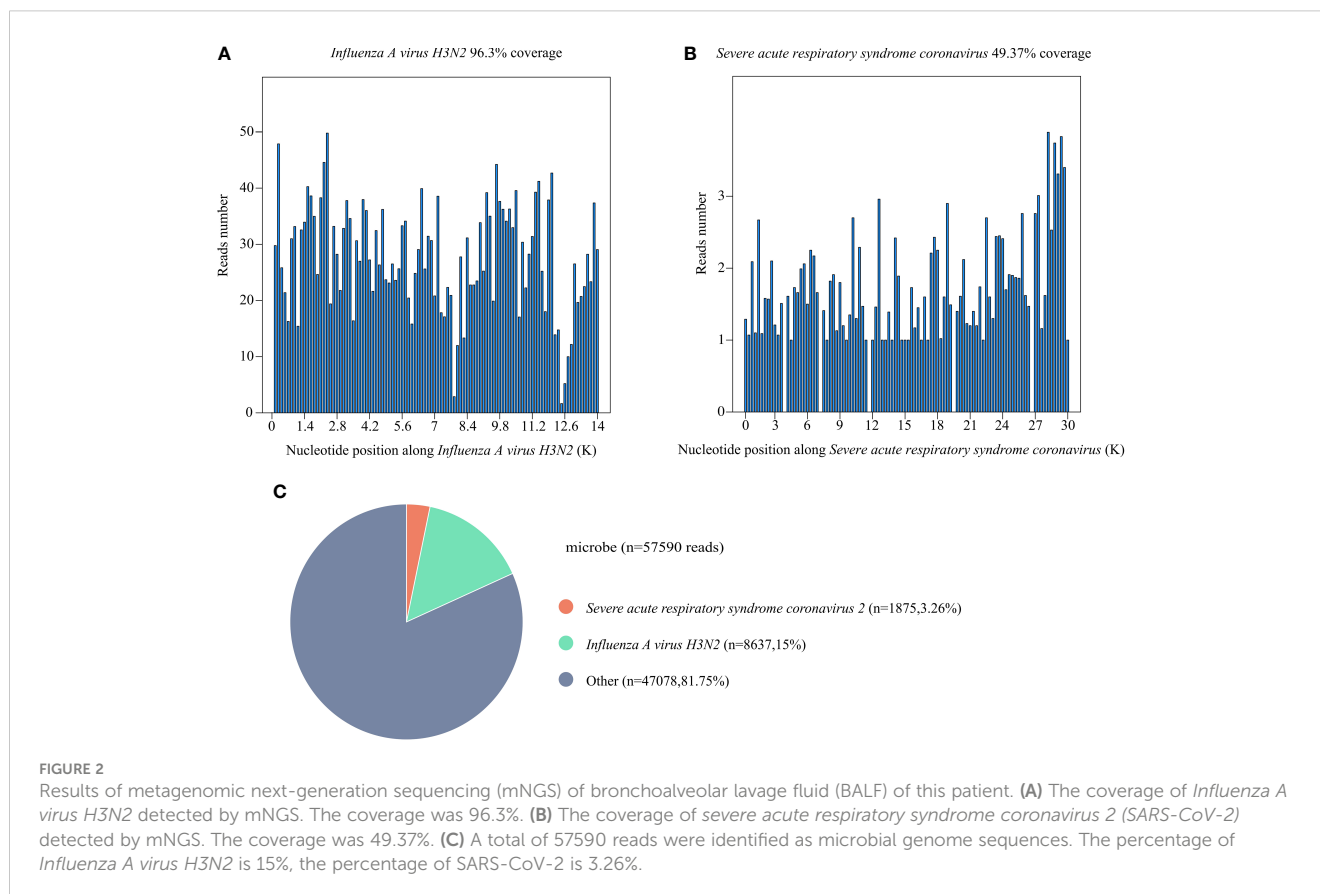 A
Influenza A virus H3N2 96.3% coverage
50
40
30
20
10
0
Reads number
0 1.4 2.8 4.2 5.6 7 8.4 9.8 11.2 12.6 14
Nucleotide position along Influenza A virus H3N2 (K)
B
Severe acute respiratory syndrome coronavirus 49.37% coverage
3
2
1
0
Reads number
0 3 6 9 12 15 18 21 24 27 30
Nucleotide position along Severe acute respiratory syndrome coronavirus (K)
C
microbe (n=57590 reads)
Severe acute respiratory syndrome coronavirus 2 (n=1875,3.26%)
Influenza A virus H3N2 (n=8637,15%)
Other (n=47078,81.75%)
FIGURE 2
Results of metagenomic next-generation sequencing (mNGS) of bronchoalveolar lavage fluid (BALF) of this patient. (A) The coverage of Influenza A
virus H3N2 detected by mNGS. The coverage was 96.3%. (B) The coverage of severe acute respiratory syndrome coronavirus 2 (SARS-CoV-2)
detected by mNGS. The coverage was 49.37%. (C) A total of 57590 reads were identified as microbial genome sequences. The percentage of
Influenza A virus H3N2 is 15%, the percentage of SARS-CoV-2 is 3.26%.